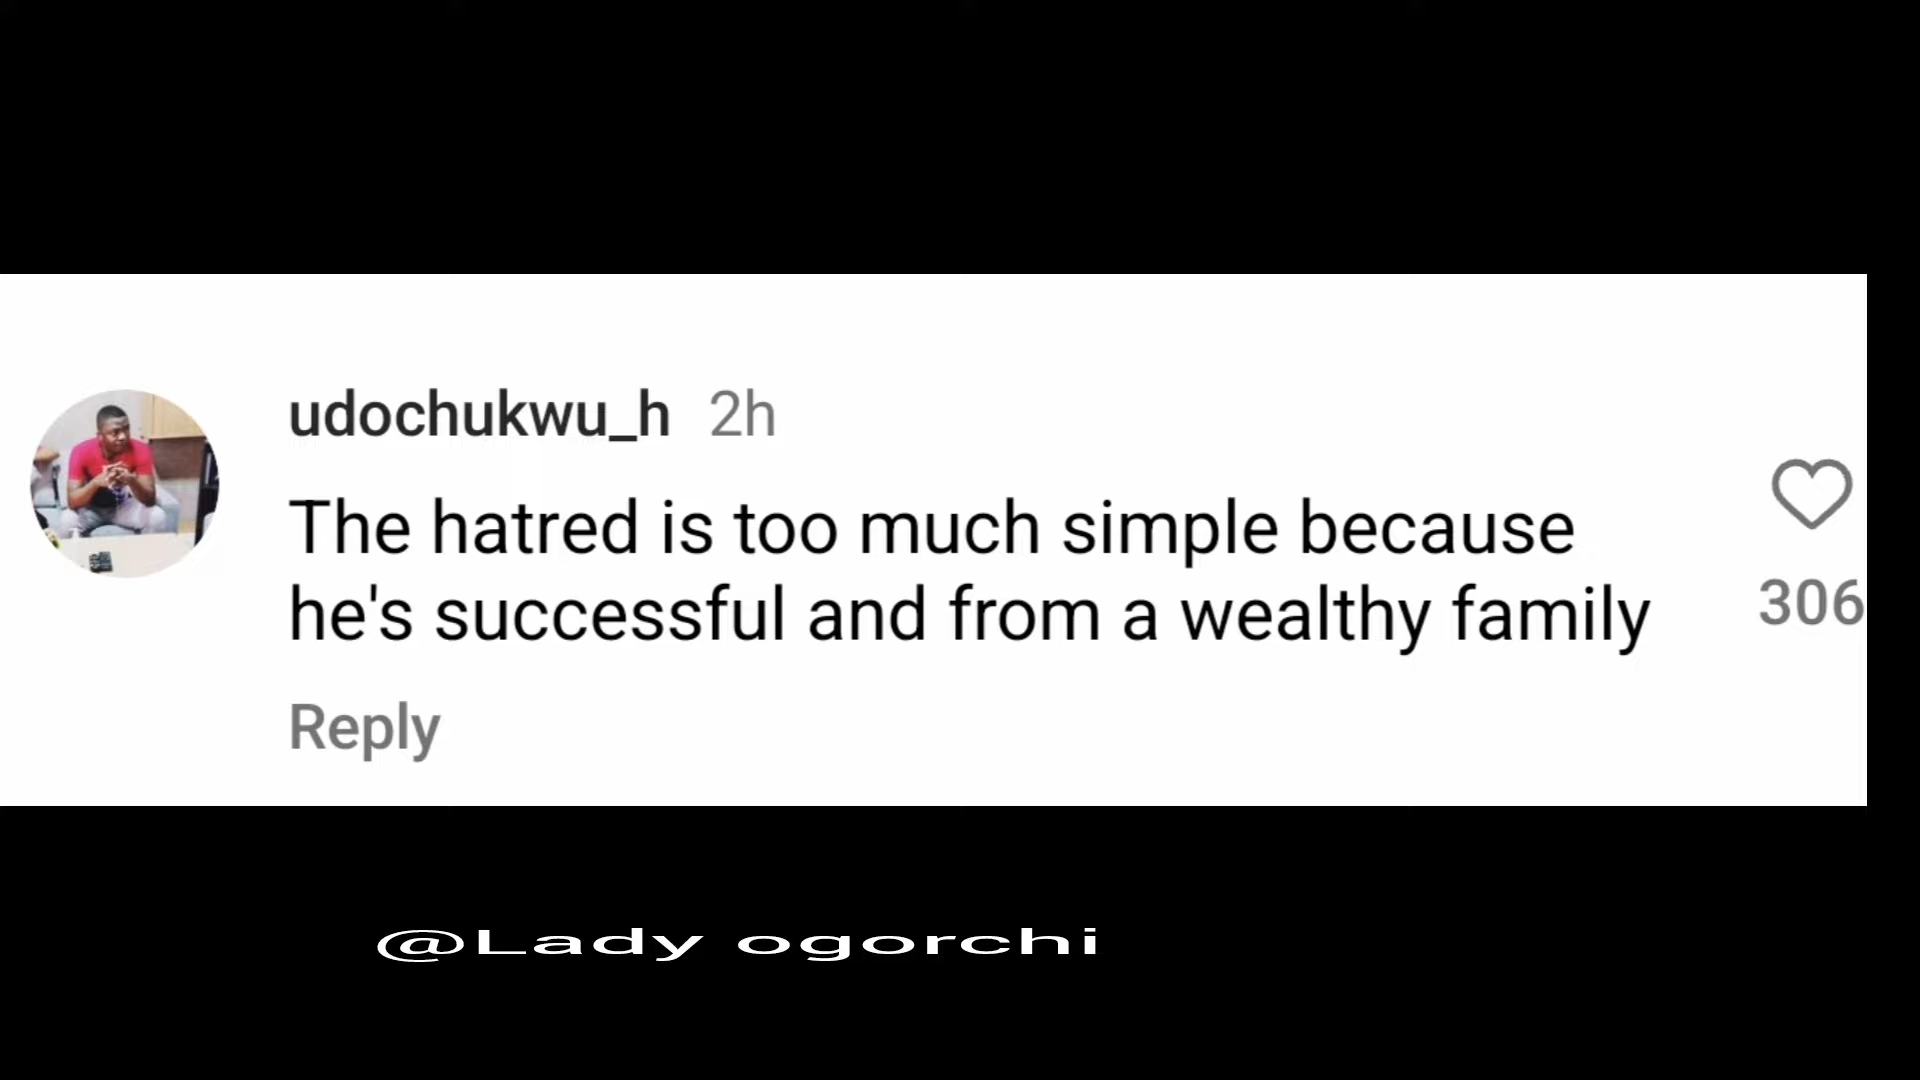 udochukwu_h 2h
The hatred is too much simple because
he's successful and from a wealthy family
306
Reply
@Lady ogorchi